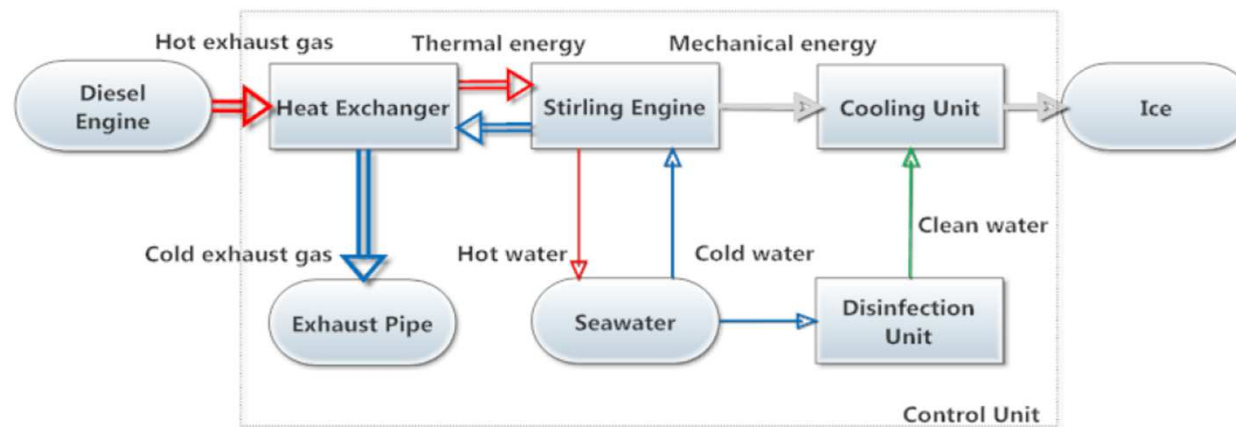 Hot exhaust gas
Thermal energy
Mechanical energy
Diesel
Engine
Heat Exchanger
Stirling Engine
Cooling Unit
Ice
Cold exhaust gas
Hot water
Cold water
Clean water
Exhaust Pipe
Seawater
Disinfection
Unit
Control Unit